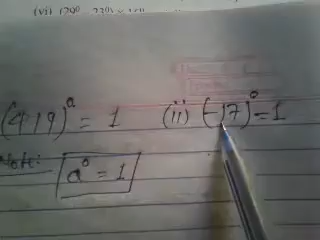 (419)⁰ = 1 (ii) (-17)⁰ = 1
Note: a⁰ = 1